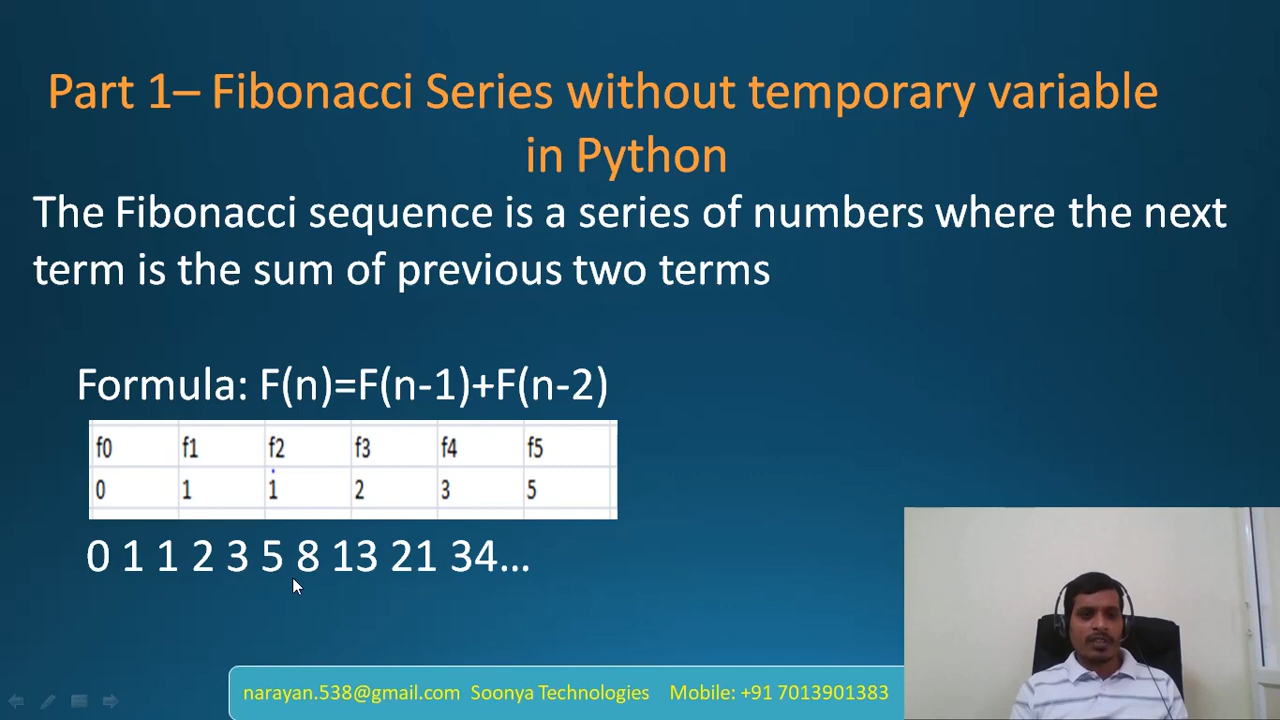 Part 1– Fibonacci Series without temporary variable
in Python
The Fibonacci sequence is a series of numbers where the next
term is the sum of previous two terms
Formula: F(n)=F(n-1)+F(n-2)
f0 f1 f2 f3 f4 f5
0 1 1 2 3 5
0 1 1 2 3 5 8 13 21 34...
narayan.538@gmail.com Soonya Technologies Mobile: +91 7013901383